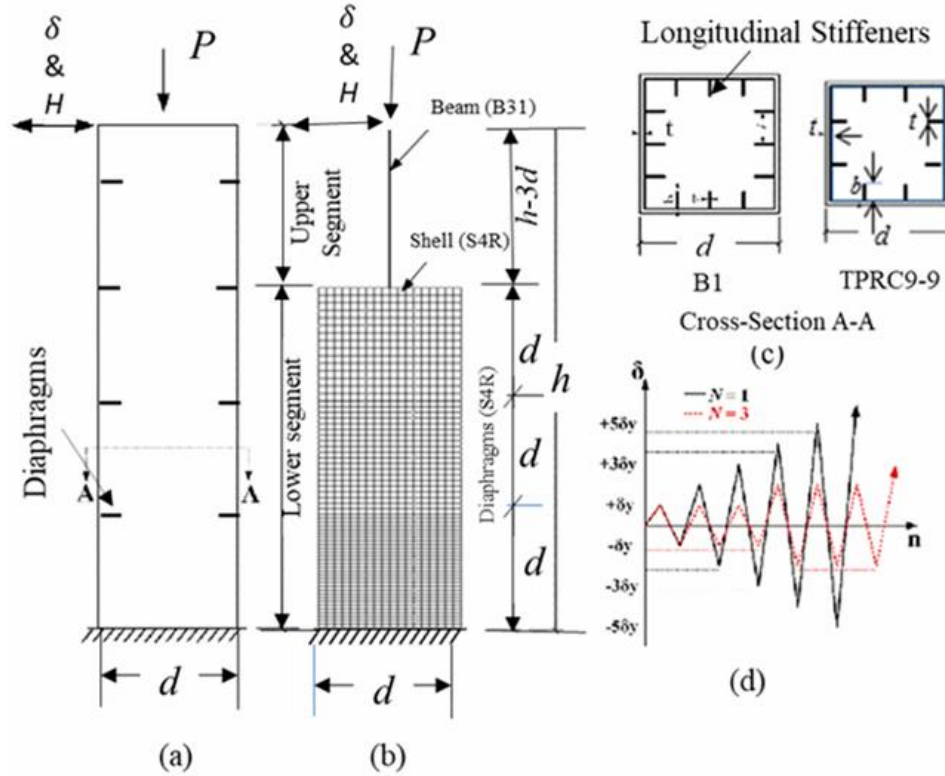 δ
&
H
P
Diaphragms
A
A
d
(a)
δ
&
H
P
Beam (B31)
Shell (S4R)
Upper
Segment
Lower segment
h-3d
d
d
d
h
Diaphragms (S4R)
d
(b)
Longitudinal Stiffeners
t
d
B1
t
t
b
d
TPRC9-9
Cross-Section A-A
(c)
δ
N = 1
N = 3
+5δy
+3δy
+δy
-δy
-3δy
-5δy
n
(d)